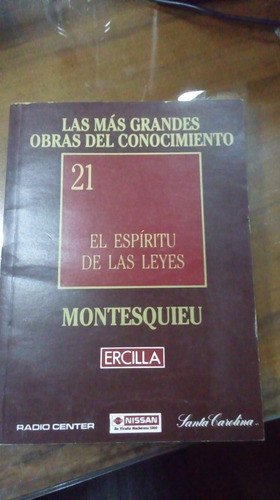 LAS MÁS GRANDES
OBRAS DEL CONOCIMIENTO
21
EL ESPÍRITU
DE LAS LEYES
MONTESQUIEU
ERCILLA
RADIO CENTER
NISSAN
Santa Carolina